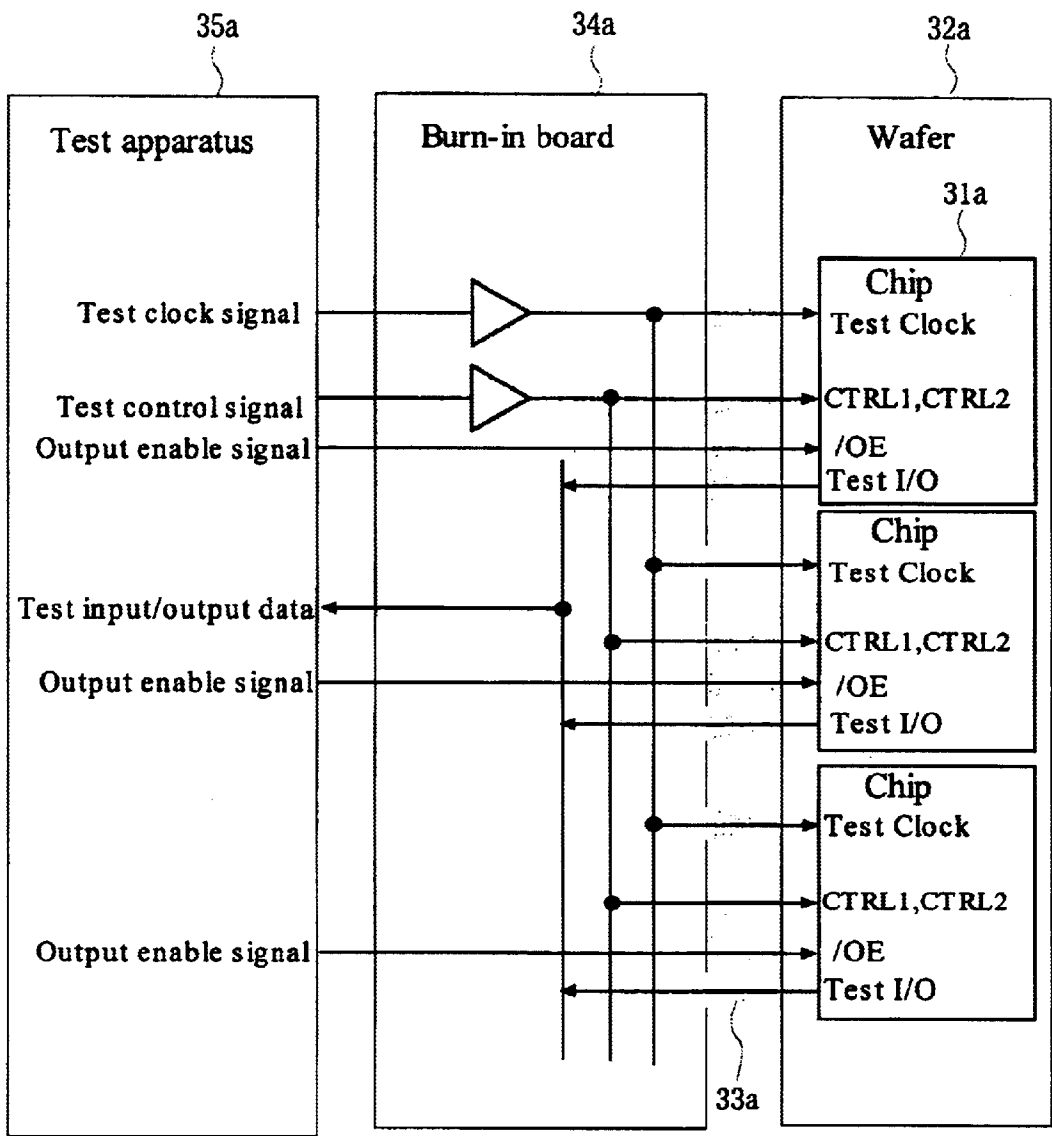 35a
34a
32a
Test apparatus
Burn-in board
Wafer
31a
Chip
Test clock signal
Test Clock
Test control signal
CTRL1,CTRL2
Output enable signal
/OE
Test I/O
Chip
Test Clock
Test input/output data
CTRL1,CTRL2
Output enable signal
/OE
Test I/O
Chip
Test Clock
CTRL1,CTRL2
Output enable signal
/OE
Test I/O
33a